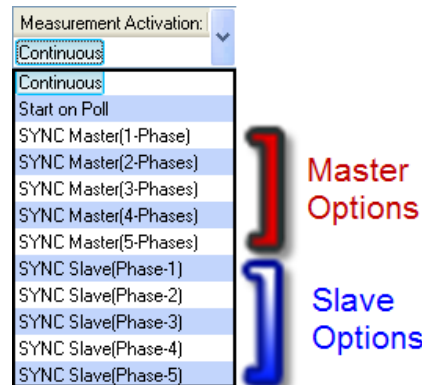 Measurement Activation:
Continuous
Continuous
Start on Poll
SYNC Master(1-Phase)
SYNC Master(2-Phases)
SYNC Master(3-Phases)
SYNC Master(4-Phases)
SYNC Master(5-Phases)
SYNC Slave(Phase-1)
SYNC Slave(Phase-2)
SYNC Slave(Phase-3)
SYNC Slave(Phase-4)
SYNC Slave(Phase-5)
Master
Options
Slave
Options